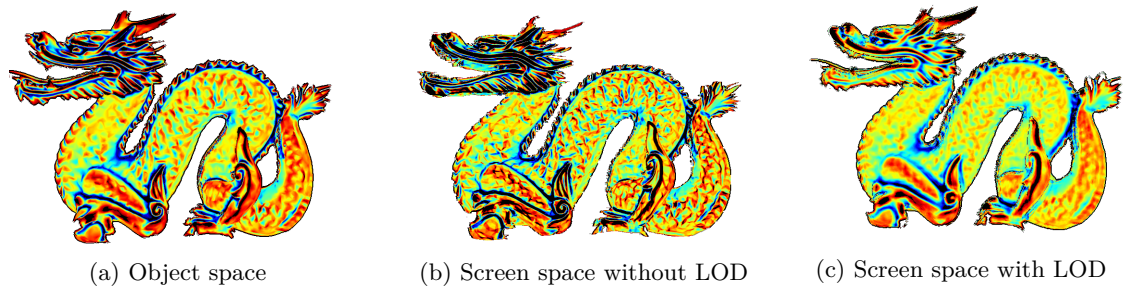 (a) Object space
(b) Screen space without LOD
(c) Screen space with LOD